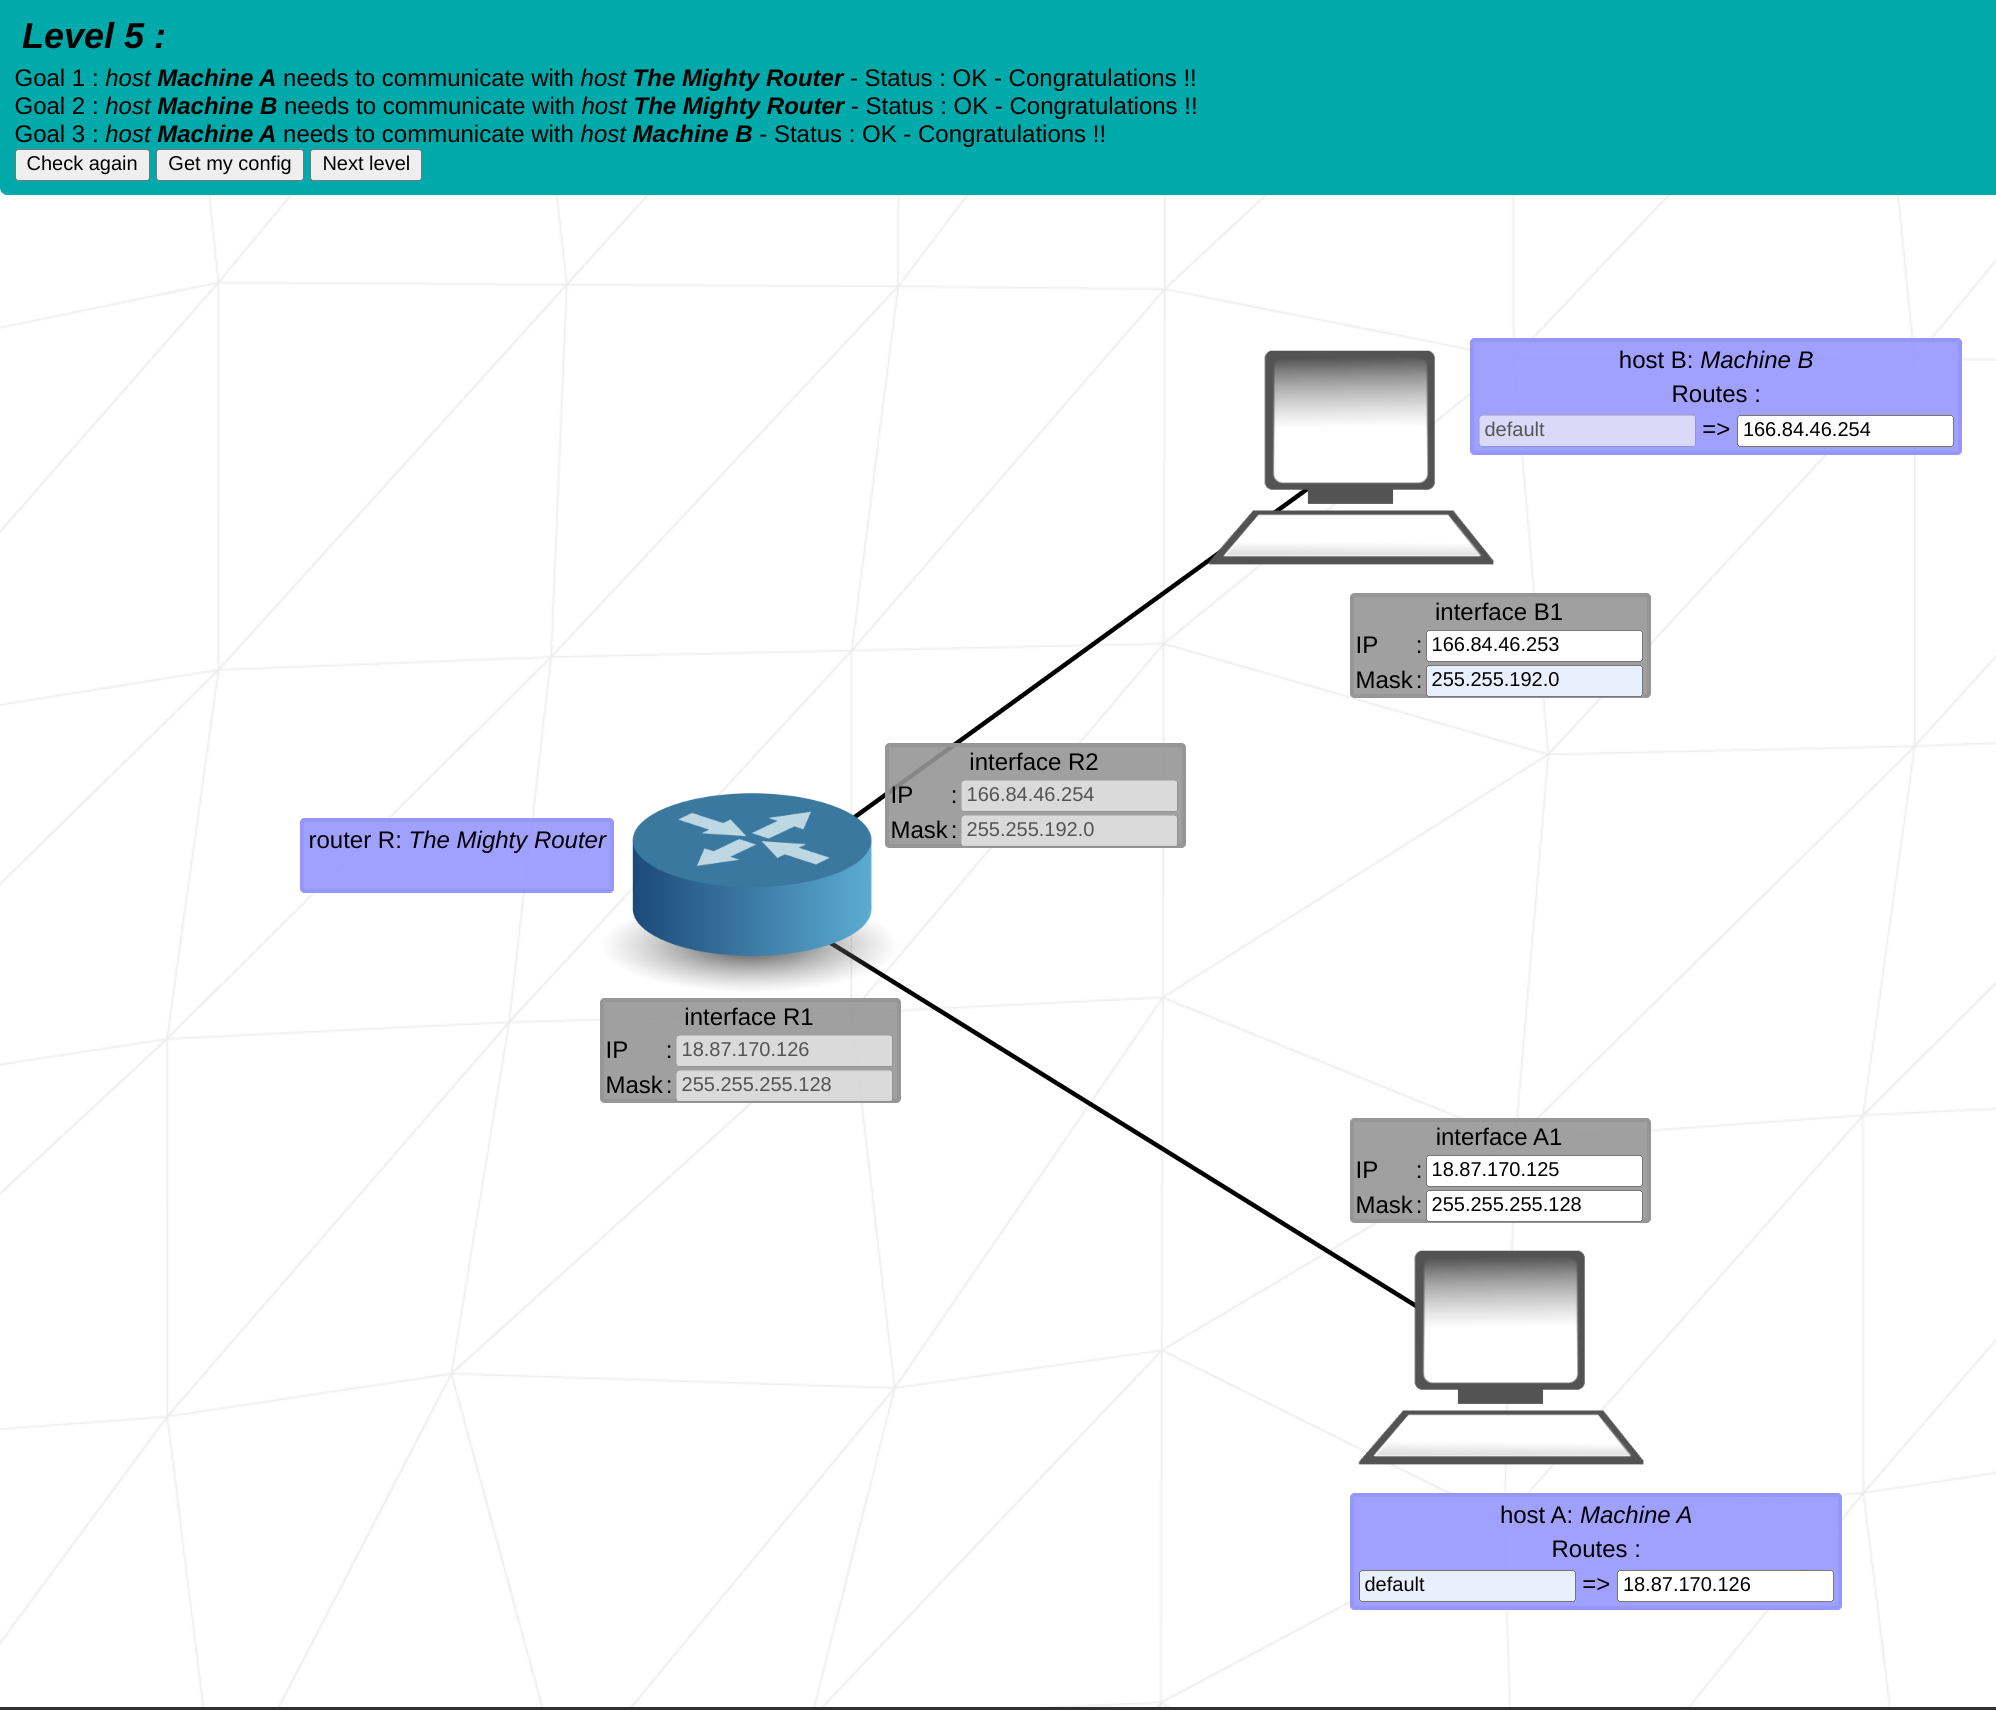 Level 5 :
Goal 1 : host Machine A needs to communicate with host The Mighty Router - Status : OK - Congratulations !!
Goal 2 : host Machine B needs to communicate with host The Mighty Router - Status : OK - Congratulations !!
Goal 3 : host Machine A needs to communicate with host Machine B - Status : OK - Congratulations !!
Check again Get my config Next level
host B: Machine B
Routes :
default => 166.84.46.254
interface B1
IP : 166.84.46.253
Mask : 255.255.192.0
interface R2
IP : 166.84.46.254
Mask : 255.255.192.0
router R: The Mighty Router
interface R1
IP : 18.87.170.126
Mask : 255.255.255.128
interface A1
IP : 18.87.170.125
Mask : 255.255.255.128
host A: Machine A
Routes :
default => 18.87.170.126